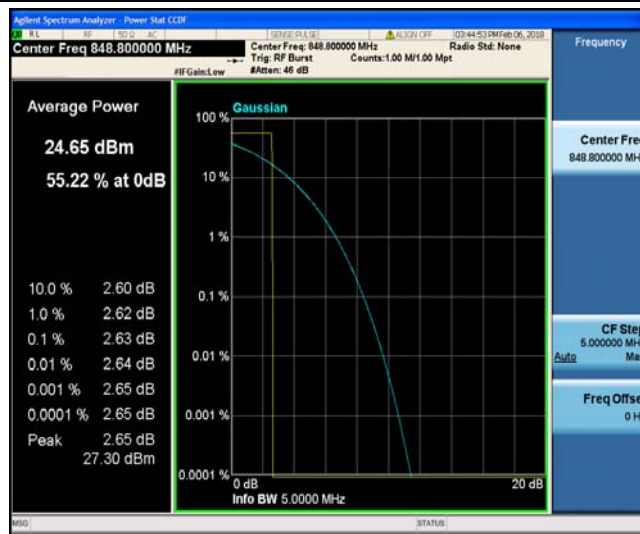 Agilent Spectrum Analyzer - Power Stat CCDF
RL RF 50 Ω AC SENSE:PULSE ALIGN OFF 03:44:53 PM Feb 06, 2018
Center Freq 848.800000 MHz
Center Freq: 848.800000 MHz Radio Std: None
Trig: RF Burst Counts:1.00 M/1.00 Mpt
#IFGain:Low #Atten: 46 dB
Frequency
Average Power
24.65 dBm
55.22 % at 0dB
10.0 % 2.60 dB
1.0 % 2.62 dB
0.1 % 2.63 dB
0.01 % 2.64 dB
0.001 % 2.65 dB
0.0001 % 2.65 dB
Peak 2.65 dB
27.30 dBm
Gaussian
100 %
10 %
1 %
0.1 %
0.01 %
0.001 %
0.0001 %
0 dB 20 dB
Info BW 5.0000 MHz
Center Fre
848.800000 MH
CF Step
5.000000 MH
Auto Ma
Freq Offse
0 H
MSG STATUS